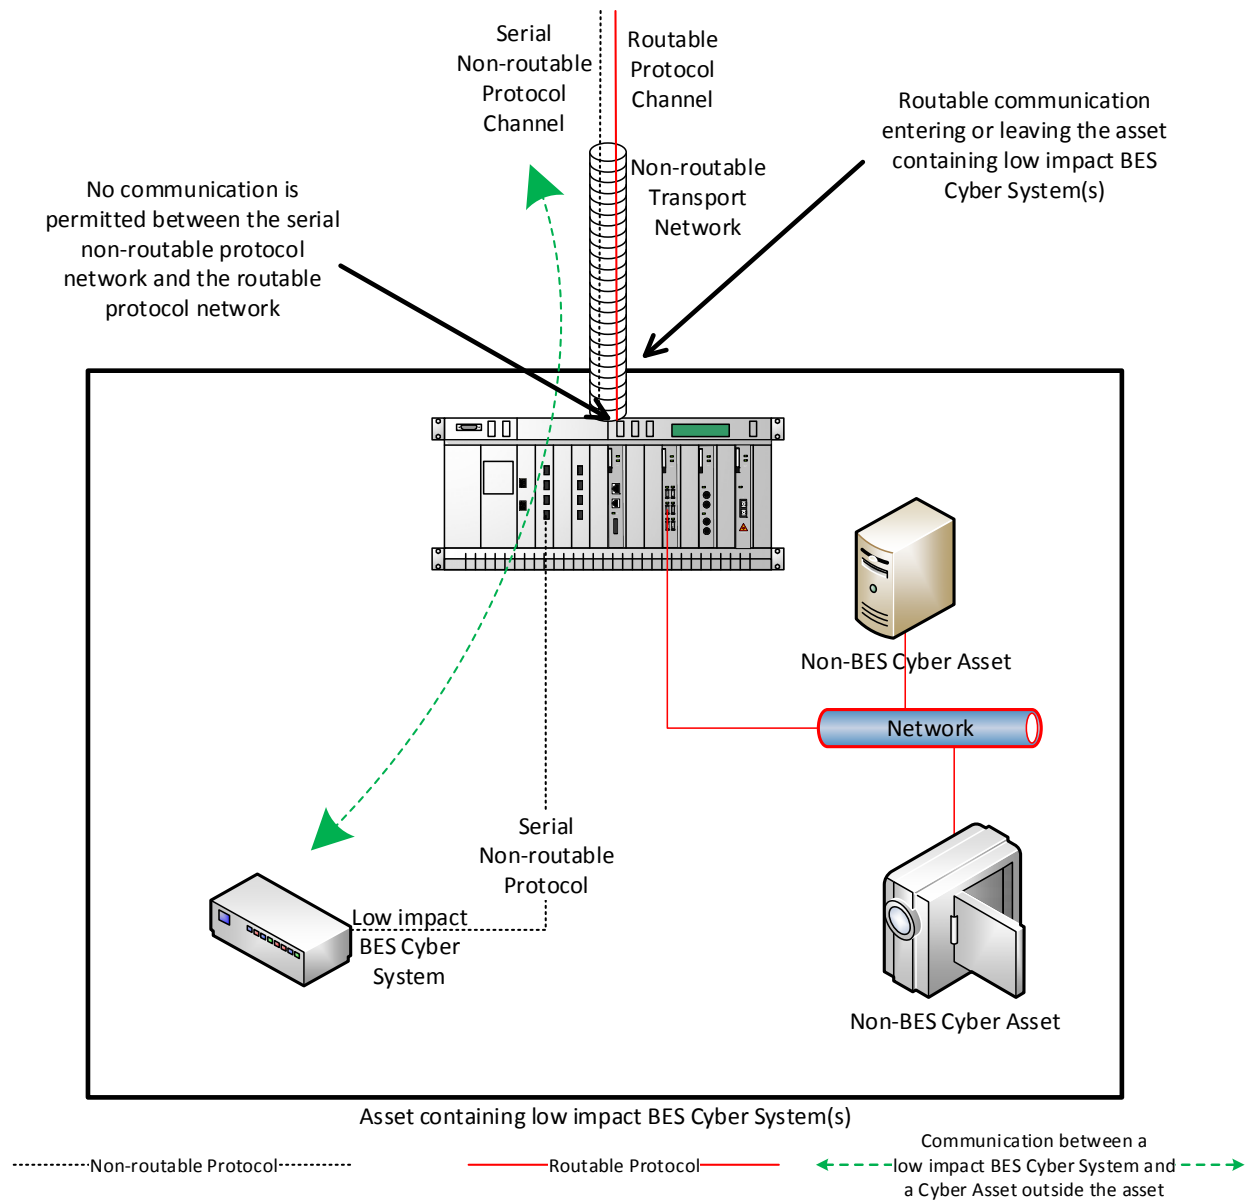 Serial
Non-routable
Protocol
Channel
Routable
Protocol
Channel
Routable communication
entering or leaving the asset
containing low impact BES
Cyber System(s)
Non-routable
Transport
Network
No communication is
permitted between the serial
non-routable protocol
network and the routable
protocol network
Non-BES Cyber Asset
Network
Serial
Non-routable
Protocol
Low impact
BES Cyber
System
Non-BES Cyber Asset
Asset containing low impact BES Cyber System(s)
Non-routable Protocol
Routable Protocol
Communication between a
low impact BES Cyber System and
a Cyber Asset outside the asset